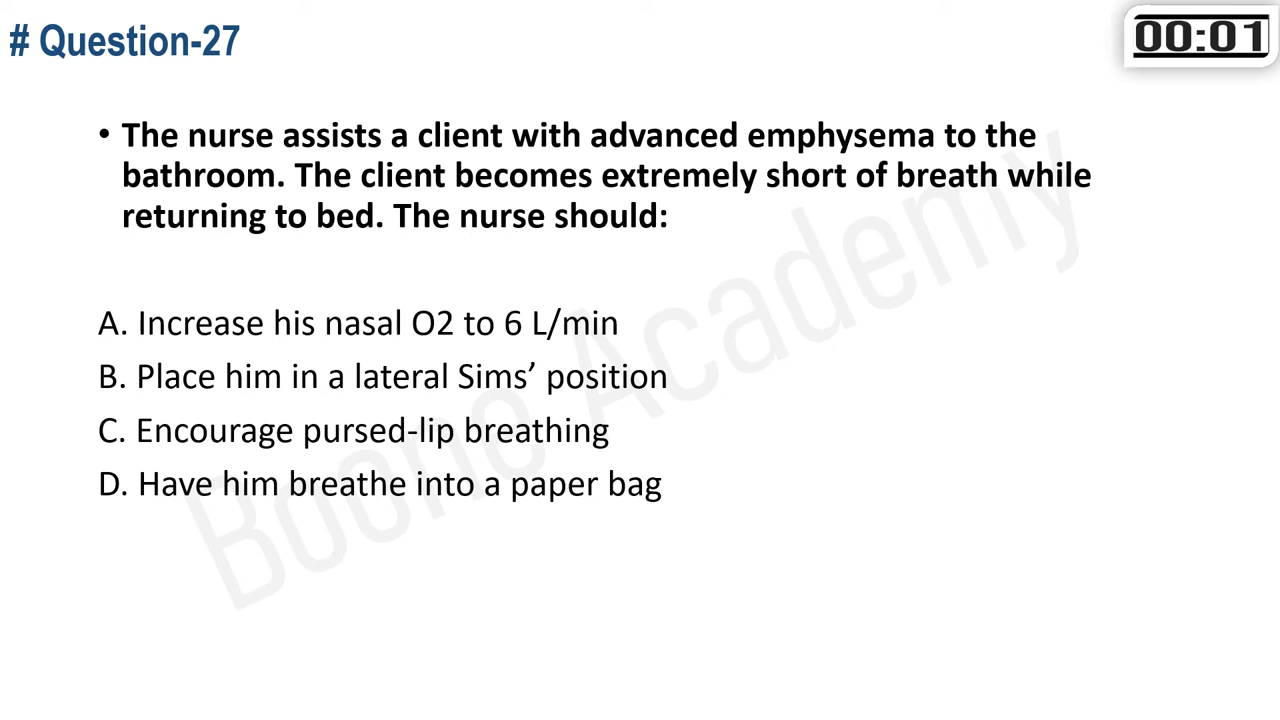 # Question-27
00:01
• The nurse assists a client with advanced emphysema to the
bathroom. The client becomes extremely short of breath while
returning to bed. The nurse should:
A. Increase his nasal O2 to 6 L/min
B. Place him in a lateral Sims’ position
C. Encourage pursed-lip breathing
D. Have him breathe into a paper bag
Boono Academy